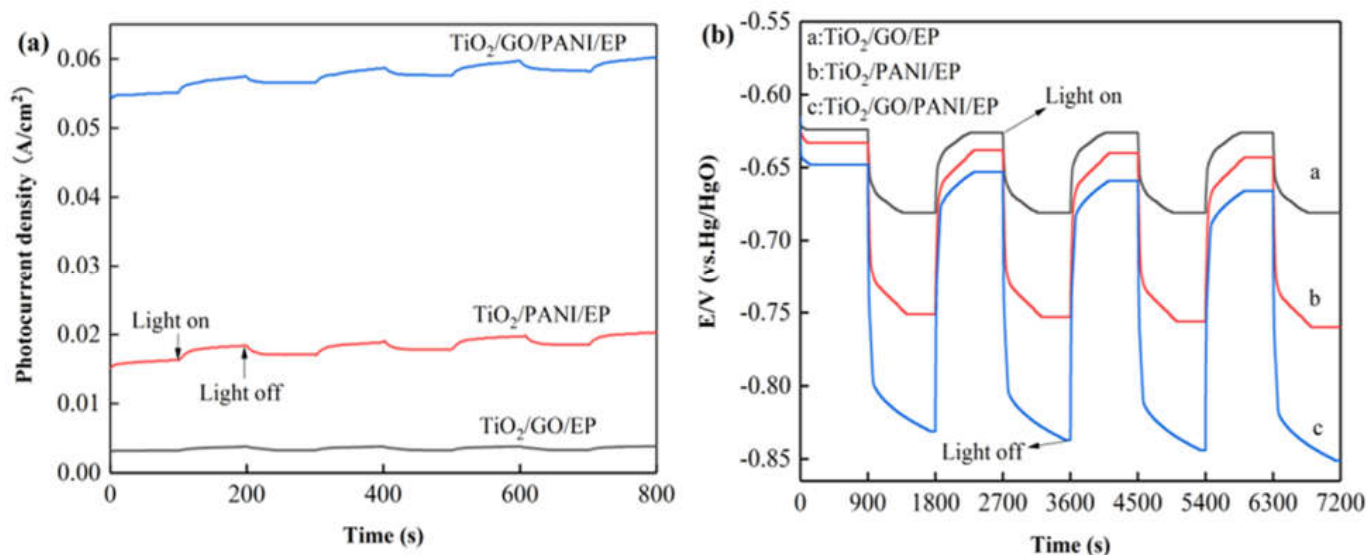 (a)
TiO₂/GO/PANI/EP
0.06
0.05
0.04
0.03
0.02
0.01
0.00
Photocurrent density (A/cm²)
Light on
TiO₂/PANI/EP
Light off
TiO₂/GO/EP
0 200 400 600 800
Time (s)
(b)
-0.55
-0.60
-0.65
-0.70
-0.75
-0.80
-0.85
E/V (vs.Hg/HgO)
a:TiO₂/GO/EP
b:TiO₂/PANI/EP
c:TiO₂/GO/PANI/EP
Light on
a
b
c
Light off
0 900 1800 2700 3600 4500 5400 6300 7200
Time (s)